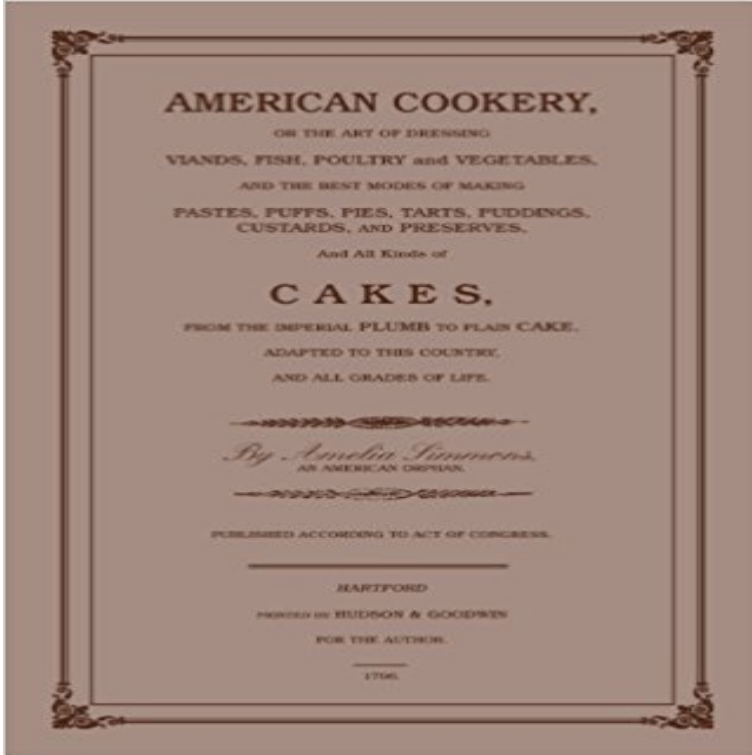 AMERICAN COOKERY,
OR THE ART OF DRESSING
VIANDS, FISH, POULTRY and VEGETABLES,
AND THE BEST MODES OF MAKING
PASTES, PUFFS, PIES, TARTS, PUDDINGS,
CUSTARDS, AND PRESERVES,
And All Kinds of
CAKES,
FROM THE IMPERIAL PLUMB TO PLAIN CAKE.
ADAPTED TO THIS COUNTRY,
AND ALL GRADES OF LIFE.
By Amelia Simmons,
AN AMERICAN ORPHAN.
PUBLISHED ACCORDING TO ACT OF CONGRESS.
HARTFORD
PRINTED BY HUDSON & GOODWIN
FOR THE AUTHOR.
1796.